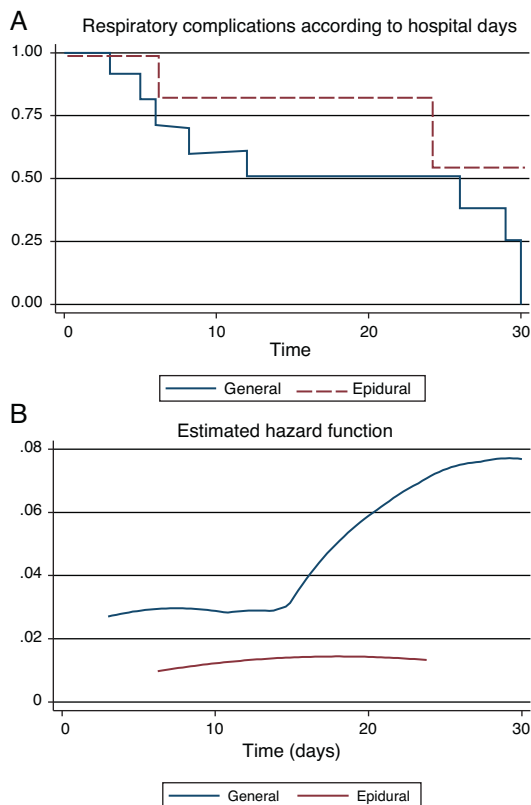 A
Respiratory complications according to hospital days
1.00
0.75
0.50
0.25
0.00
0 10 20 30
Time
General Epidural
B
Estimated hazard function
.08
.06
.04
.02
0
0 10 20 30
Time (days)
General Epidural